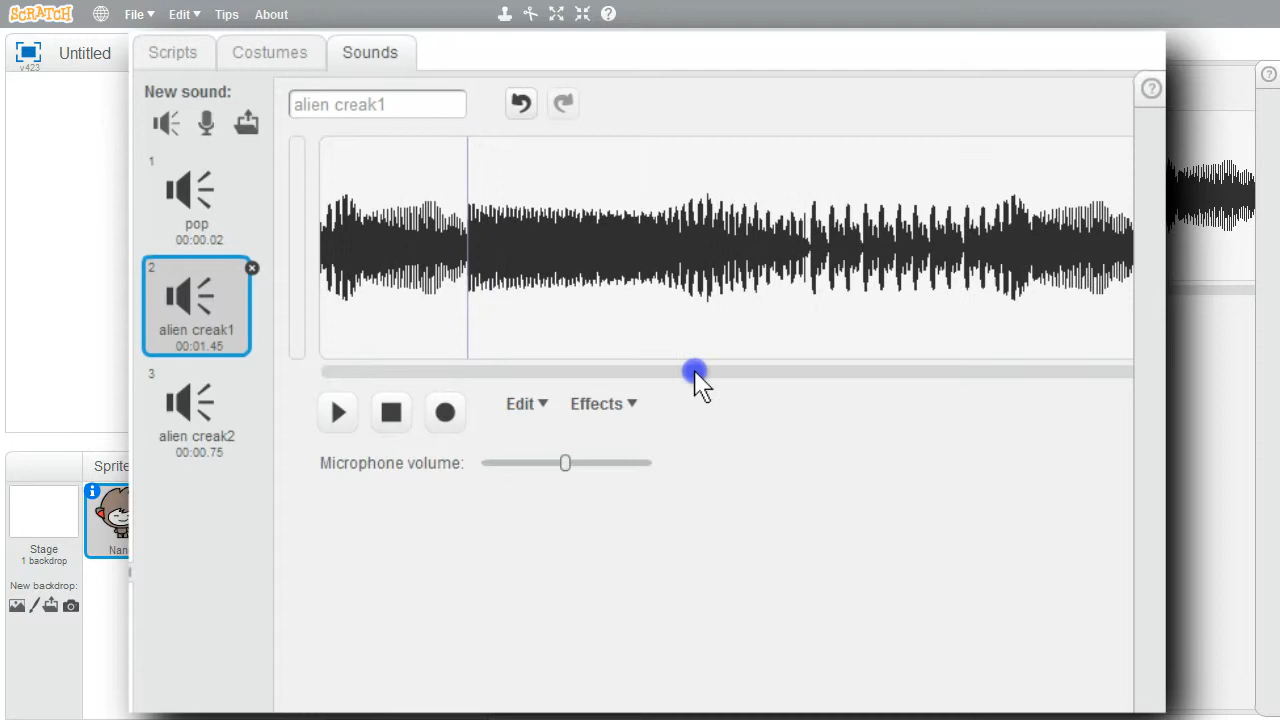 SCRATCH File Edit Tips About
Untitled
v423
Scripts Costumes Sounds
New sound:
alien creak1
1
pop
00:00.02
2
alien creak1
00:01.45
3
alien creak2
00:00.75
Edit Effects
Microphone volume:
Sprite
Stage
1 backdrop
Nan
New backdrop: